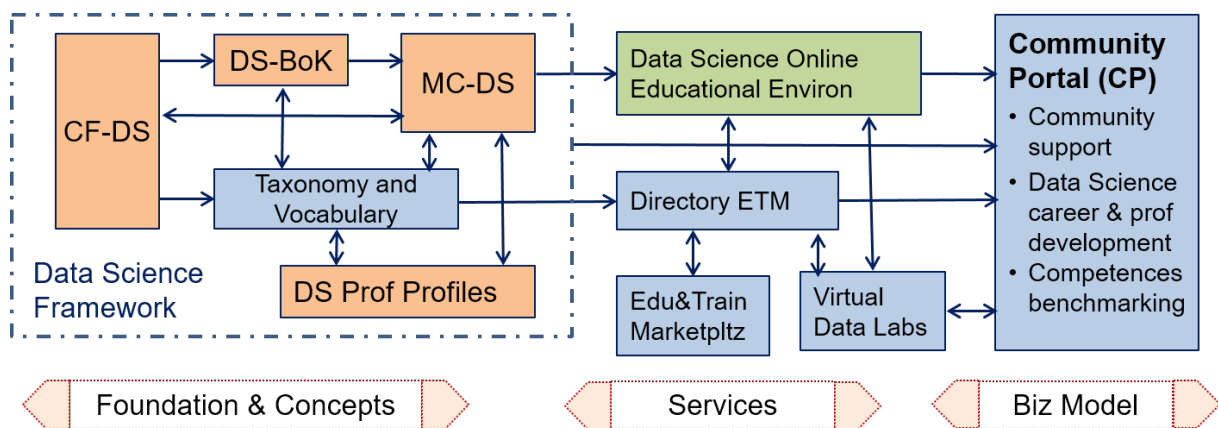 CF-DS
DS-BoK
MC-DS
Taxonomy and
Vocabulary
DS Prof Profiles
Data Science
Framework
Data Science Online
Educational Environ
Directory ETM
Edu&Train
Marketpltz
Virtual
Data Labs
Community
Portal (CP)
• Community
support
• Data Science
career & prof
development
• Competences
benchmarking
Foundation & Concepts
Services
Biz Model